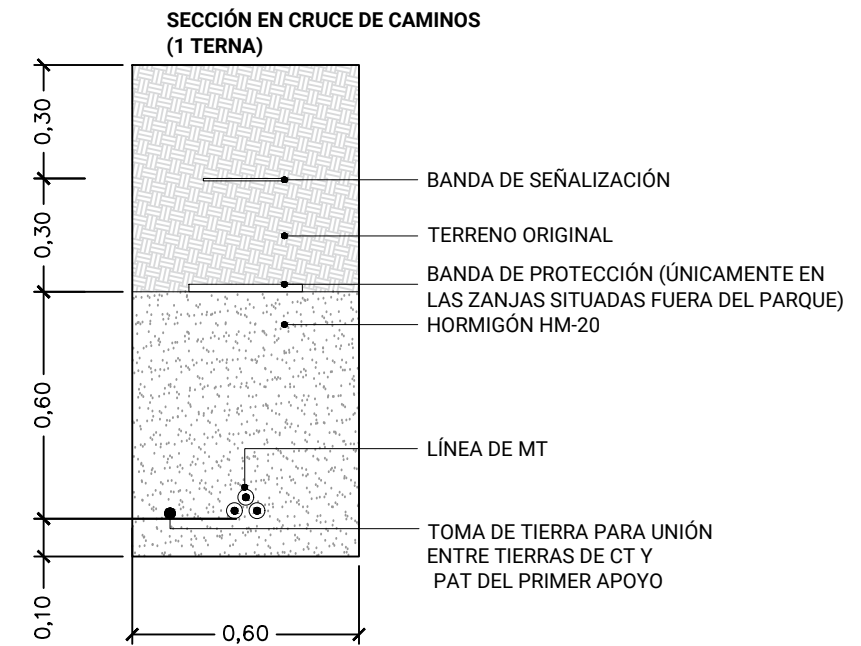 SECCIÓN EN CRUCE DE CAMINOS
(1 TERNA)
0,30
BANDA DE SEÑALIZACIÓN
0,30
TERRENO ORIGINAL
BANDA DE PROTECCIÓN (ÚNICAMENTE EN
LAS ZANJAS SITUADAS FUERA DEL PARQUE)
HORMIGÓN HM-20
0,60
LÍNEA DE MT
TOMA DE TIERRA PARA UNIÓN
ENTRE TIERRAS DE CT Y
PAT DEL PRIMER APOYO
0,10
0,60